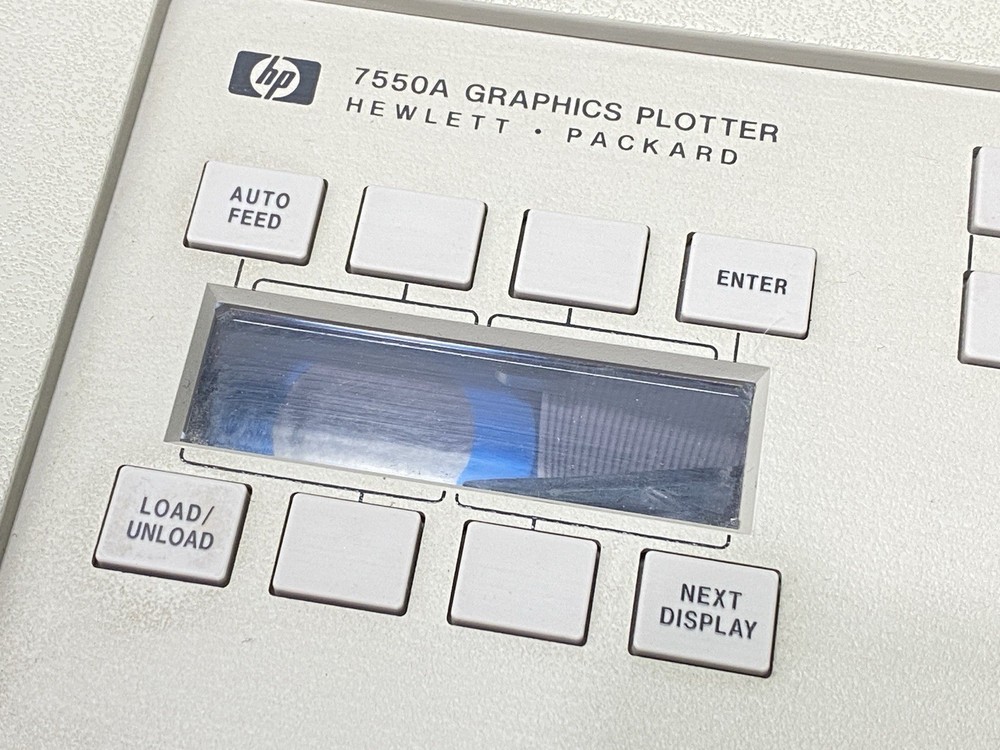 hp
7550A GRAPHICS PLOTTER
HEWLETT • PACKARD
AUTO
FEED
ENTER
LOAD/
UNLOAD
NEXT
DISPLAY